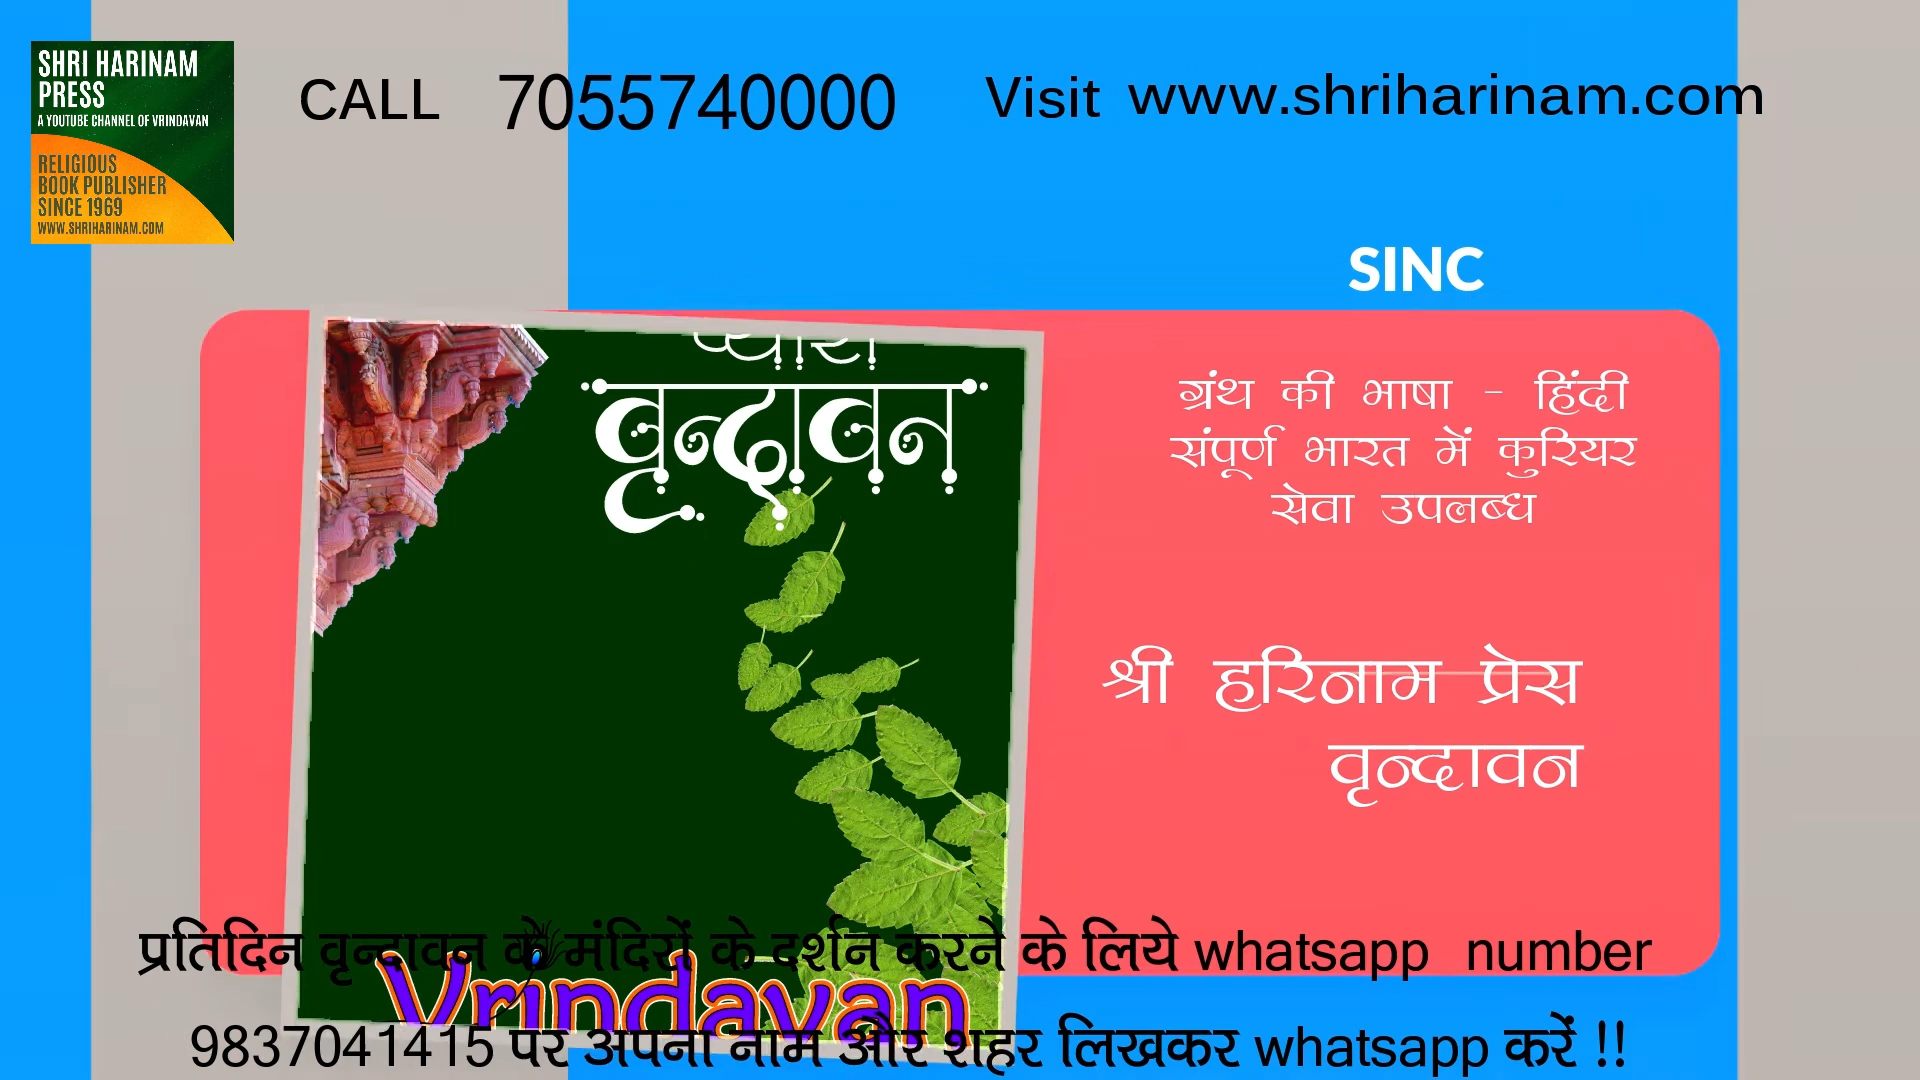 SHRI HARINAM
PRESS
A YOUTUBE CHANNEL OF VRINDAVAN
RELIGIOUS
BOOK PUBLISHER
SINCE 1969
WWW.SHRIHARINAM.COM
CALL 7055740000 Visit www.shriharinam.com
SINC
प्यारा
वृन्दावन
ग्रंथ की भाषा - हिंदी
संपूर्ण भारत में कुरियर
सेवा उपलब्ध
श्री हरिनाम प्रेस
वृन्दावन
Vrindavan
प्रतिदिन वृन्दावन के मंदिरों के दर्शन करने के लिये whatsapp number
9837041415 पर अपना नाम और शहर लिखकर whatsapp करें !!